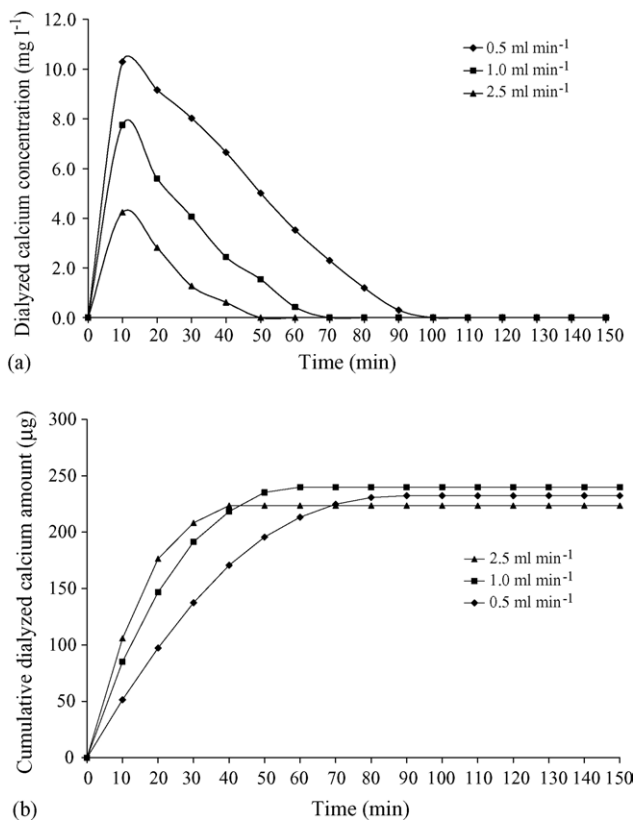 Dialyzed calcium concentration (mg l⁻¹)
12.0
10.0
8.0
6.0
4.0
2.0
0.0
0.5 ml min⁻¹
1.0 ml min⁻¹
2.5 ml min⁻¹
0 10 20 30 40 50 60 70 80 90 100 110 120 130 140 150
Time (min)
(a)
Cumulative dialyzed calcium amount (µg)
300
250
200
150
100
50
0
2.5 ml min⁻¹
1.0 ml min⁻¹
0.5 ml min⁻¹
0 10 20 30 40 50 60 70 80 90 100 110 120 130 140 150
Time (min)
(b)